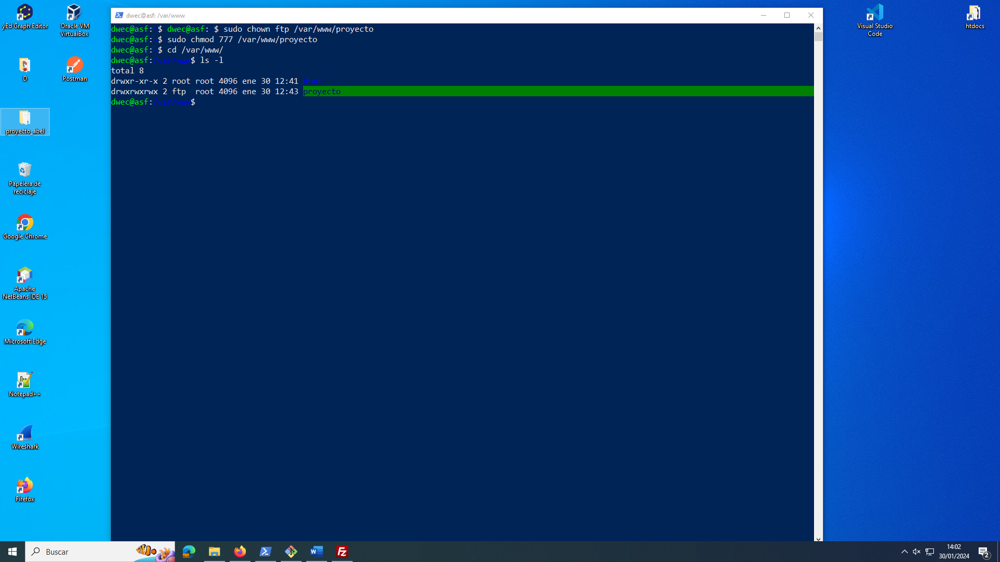 dwec@asf: /var/www
dwec@asf: $ dwec@asf: $ sudo chown ftp /var/www/proyecto
dwec@asf: $ sudo chmod 777 /var/www/proyecto
dwec@asf: $ cd /var/www/
dwec@asf:/var/www$ ls -l
total 8
drwxr-xr-x 2 root root 4096 ene 30 12:41 html
drwxrwxrwx 2 ftp  root 4096 ene 30 12:43 proyecto
dwec@asf:/var/www$
yEd Graph Editor
Oracle VM
VirtualBox
D
Postman
proyecto_abel
Papelera de
reciclaje
Google Chrome
Apache
NetBeans IDE 15
Microsoft Edge
Notepad++
Wireshark
Firefox
Visual Studio
Code
htdocs
Buscar
14:02
30/01/2024
2